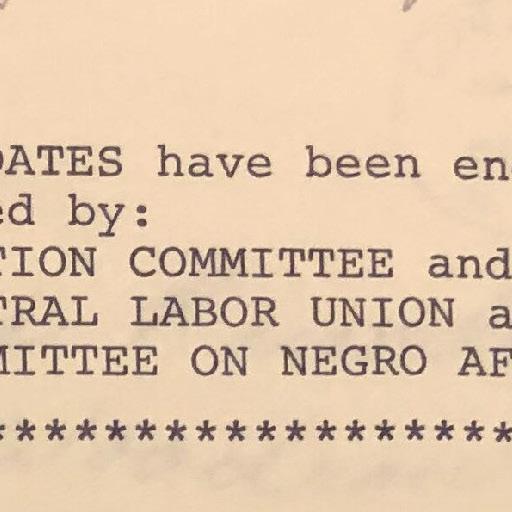 DATES have been en
ed by:
TION COMMITTEE and
TRAL LABOR UNION a
MITTEE ON NEGRO AF
******************